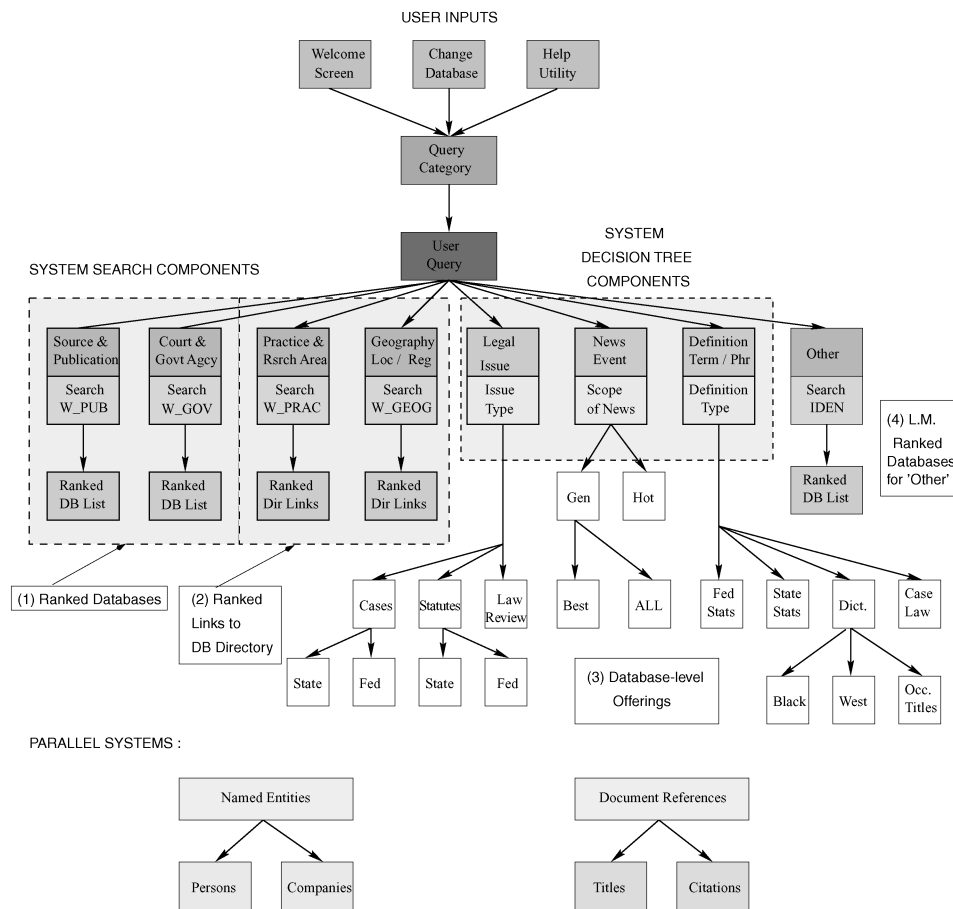 USER INPUTS
Welcome
Screen
Change
Database
Help
Utility
Query
Category
User
Query
SYSTEM
DECISION TREE
COMPONENTS
SYSTEM SEARCH COMPONENTS
Source &
Publication
Search
W_PUB
Ranked
DB List
Court &
Govt Agcy
Search
W_GOV
Ranked
DB List
Practice &
Rsrch Area
Search
W_PRAC
Ranked
Dir Links
Geography
Loc / Reg
Search
W_GEOG
Ranked
Dir Links
Legal
Issue
Issue
Type
News
Event
Scope
of News
Definition
Term / Phr
Definition
Type
Other
Search
IDEN
Ranked
DB List
(4) L.M.
Ranked
Databases
for 'Other'
Gen
Hot
(1) Ranked Databases
(2) Ranked
Links to
DB Directory
Cases
Statutes
Law
Review
Best
ALL
Fed
Stats
State
Stats
Dict.
Case
Law
State
Fed
State
Fed
(3) Database-level
Offerings
Black
West
Occ.
Titles
PARALLEL SYSTEMS :
Named Entities
Persons
Companies
Document References
Titles
Citations